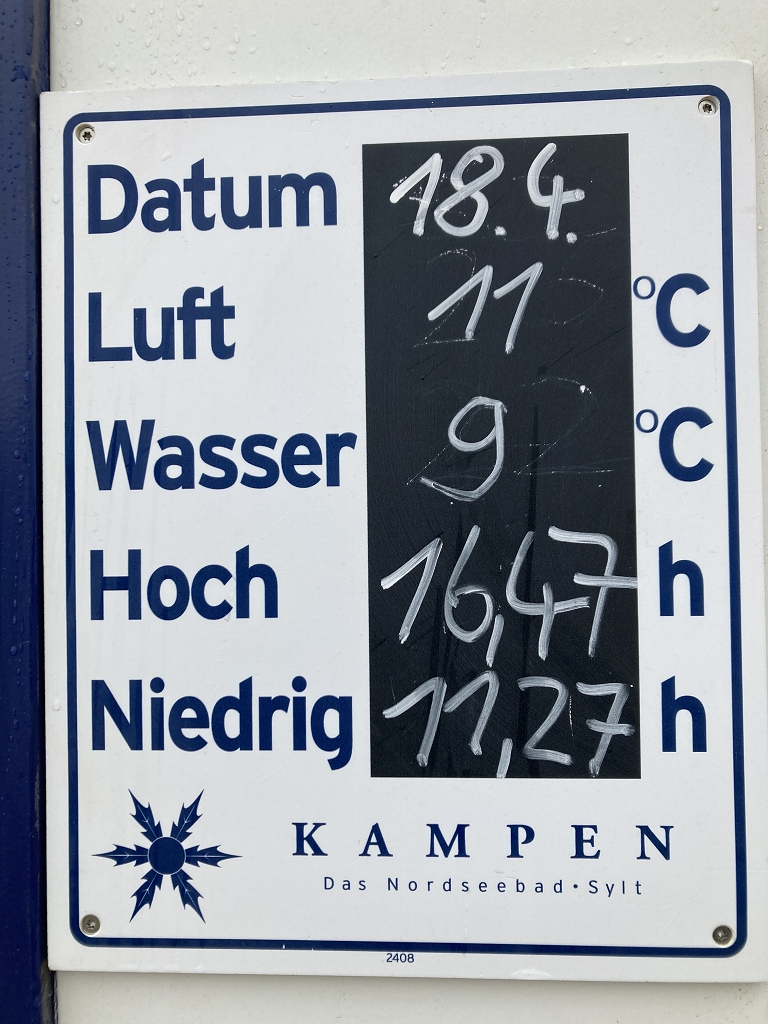 Datum 18.4.
Luft 11 °C
Wasser 9 °C
Hoch 16,47 h
Niedrig 11,27 h
KAMPEN
Das Nordseebad•Sylt
2408